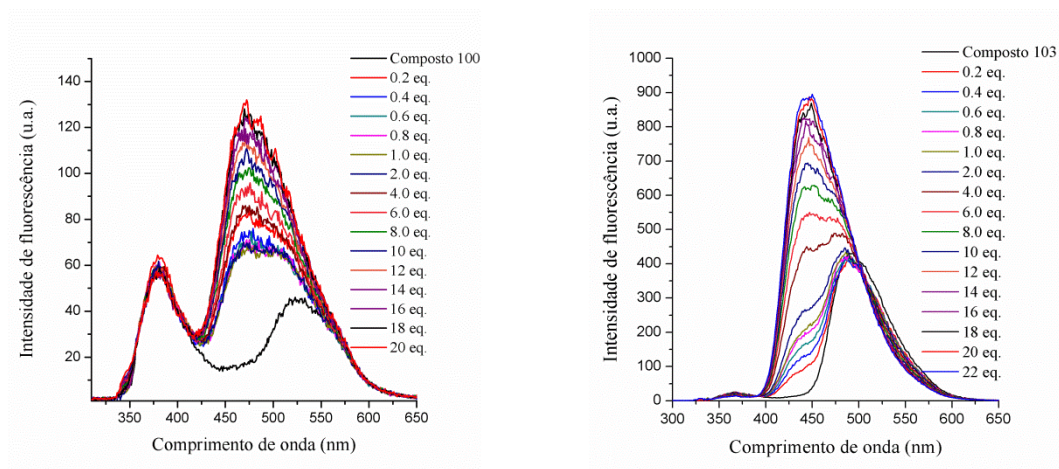 Intensidade de fluorescência (u.a.)
140
120
100
80
60
40
20
350
400
450
500
550
600
650
Comprimento de onda (nm)
Composto 100
0.2 eq.
0.4 eq.
0.6 eq.
0.8 eq.
1.0 eq.
2.0 eq.
4.0 eq.
6.0 eq.
8.0 eq.
10 eq.
12 eq.
14 eq.
16 eq.
18 eq.
20 eq.
Intensidade de fluorescência (u.a.)
1000
900
800
700
600
500
400
300
200
100
0
300
350
400
450
500
550
600
650
Comprimento de onda (nm)
Composto 103
0.2 eq.
0.4 eq.
0.6 eq.
0.8 eq.
1.0 eq.
2.0 eq.
4.0 eq.
6.0 eq.
8.0 eq.
10 eq.
12 eq.
14 eq.
16 eq.
18 eq.
20 eq.
22 eq.